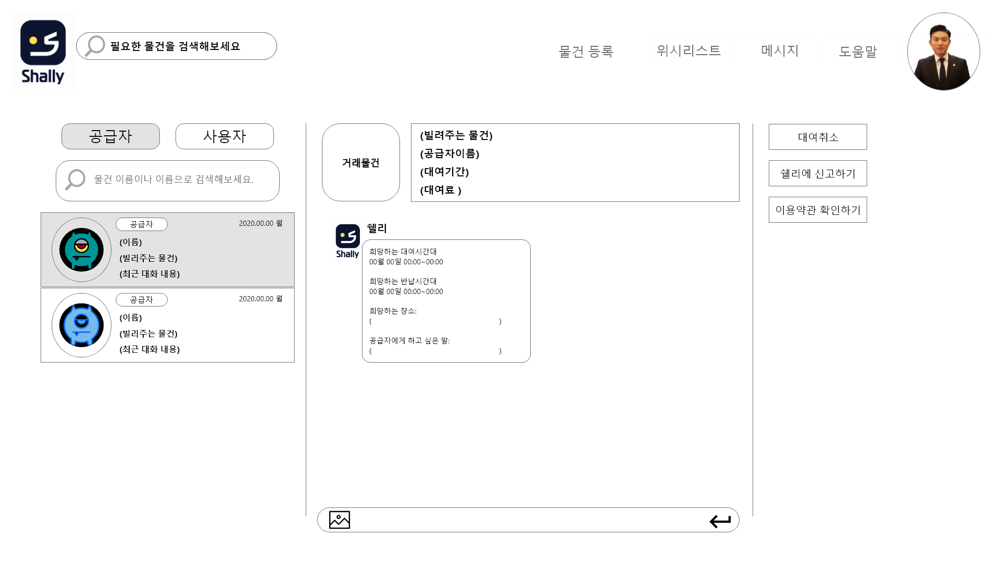 Shally
필요한 물건을 검색해보세요
물건 등록
위시리스트
메시지
도움말
공급자
사용자
물건 이름이나 이름으로 검색해보세요.
공급자
2020.00.00 월
(이름)
(빌리주는 물건)
(최근 대화 내용)
공급자
2020.00.00 월
(이름)
(빌리주는 물건)
(최근 대화 내용)
거래물건
(빌려주는 물건)
(공급자이름)
(대여기간)
(대여료 )
Shally
쉘리
희망하는 대여시간대
00월 00일 00:00~00:00
희망하는 반납시간대
00월 00일 00:00~00:00
희망하는 장소:
( )
공급자에게 하고 싶은 말:
( )
대여취소
쉘리에 신고하기
이용약관 확인하기